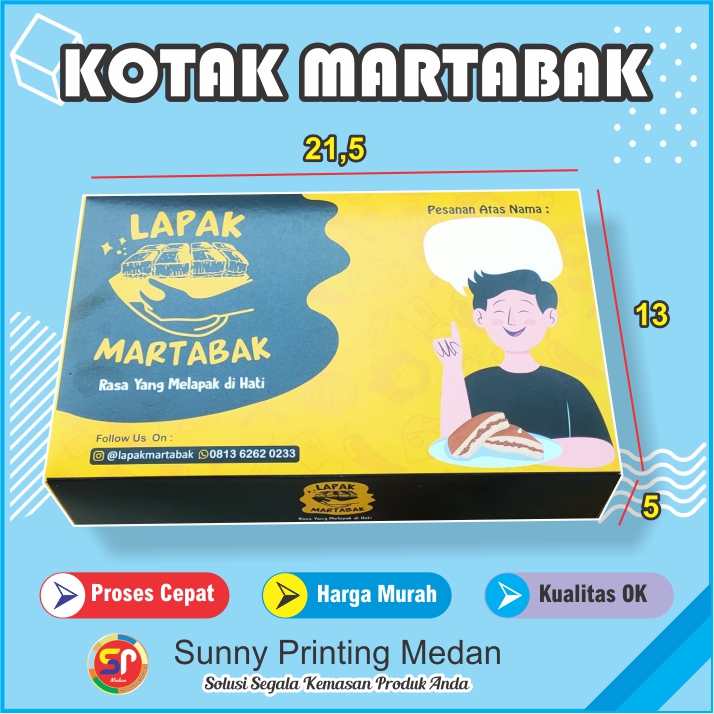 KOTAK MARTABAK
21,5
LAPAK
MARTABAK
Rasa Yang Melapak di Hati
Pesanan Atas Nama :
13
Follow Us On :
@lapakmartabak 0813 6262 0233
LAPAK
MARTABAK
Rasa Yang Melapak di Hati
5
Proses Cepat
Harga Murah
Kualitas OK
SP
Medan
Sunny Printing Medan
Solusi Segala Kemasan Produk Anda